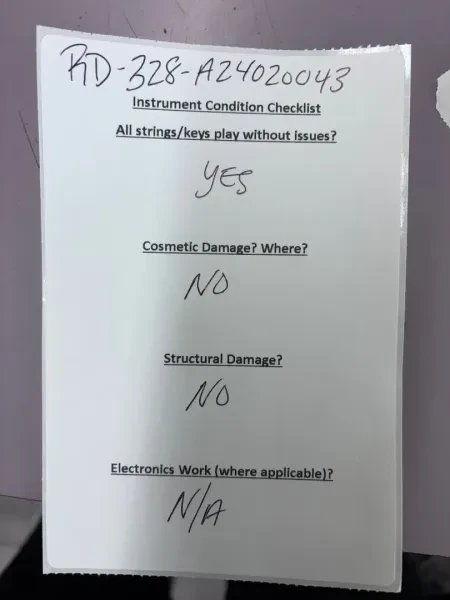 RD-328-A24020043
Instrument Condition Checklist
All strings/keys play without issues?
YES
Cosmetic Damage? Where?
NO
Structural Damage?
NO
Electronics Work (where applicable)?
N/A